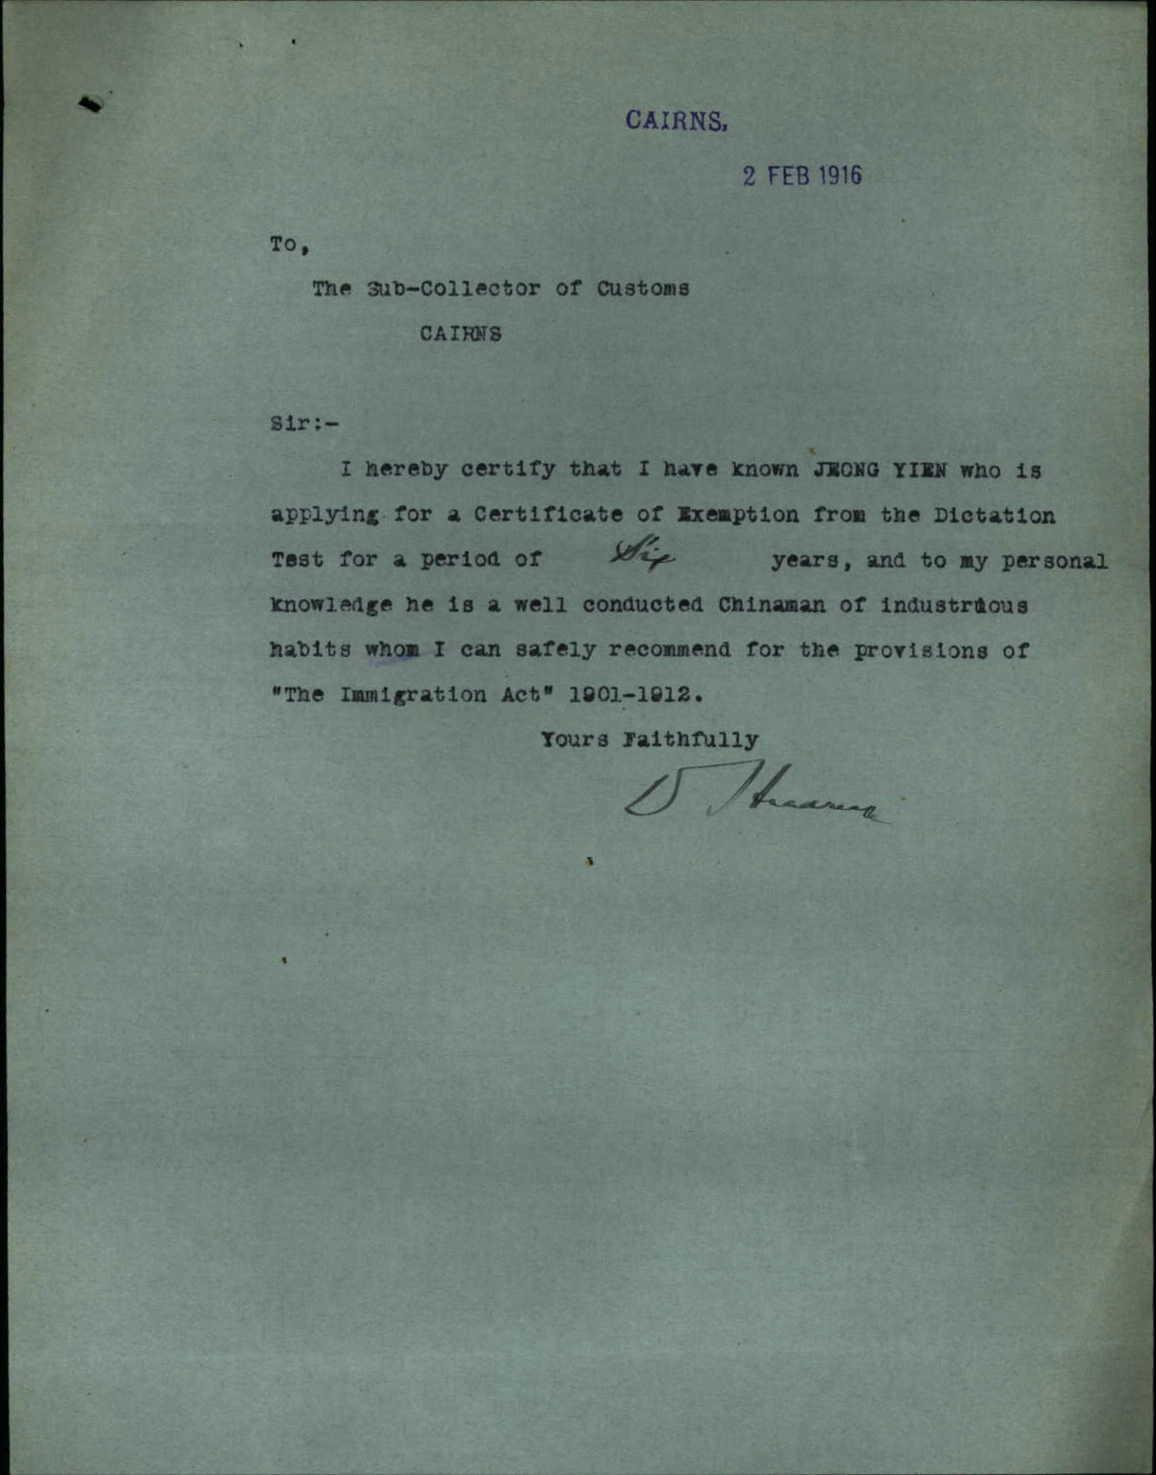 CAIRNS,
2 FEB 1916
To,
The Sub-Collector of Customs
CAIRNS
Sir:-
I hereby certify that I have known JEONG YIEN who is
applying for a Certificate of Exemption from the Dictation
Test for a period of Six years, and to my personal
knowledge he is a well conducted Chinaman of industrious
habits whom I can safely recommend for the provisions of
"The Immigration Act" 1901-1912.
Yours Faithfully
D